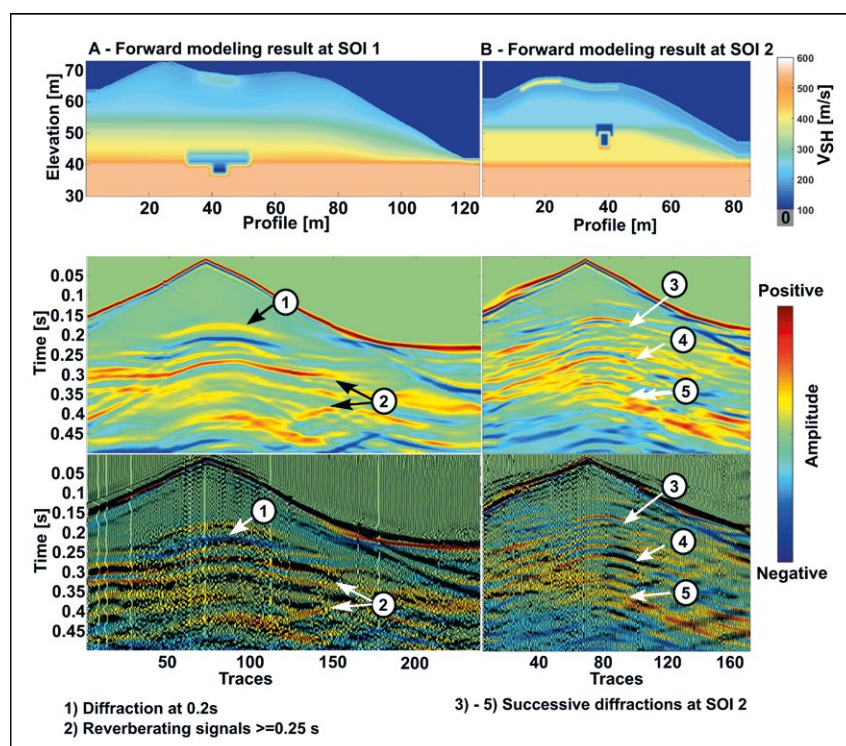 A - Forward modeling result at SOI 1
B - Forward modeling result at SOI 2
Elevation [m]
70
60
50
40
30
20 40 60 80 100 120
Profile [m]
20 40 60 80
Profile [m]
600
500
400
300
200
100
0
VSH [m/s]
Time [s]
0.05
0.1
0.15
0.2
0.25
0.3
0.35
0.4
0.45
1
2
3
4
5
Positive
Amplitude
Negative
Time [s]
0.05
0.1
0.15
0.2
0.25
0.3
0.35
0.4
0.45
1
2
3
4
5
50 100 150 200
Traces
40 80 120 160
Traces
1) Diffraction at 0.2s
2) Reverberating signals >=0.25 s
3) - 5) Successive diffractions at SOI 2